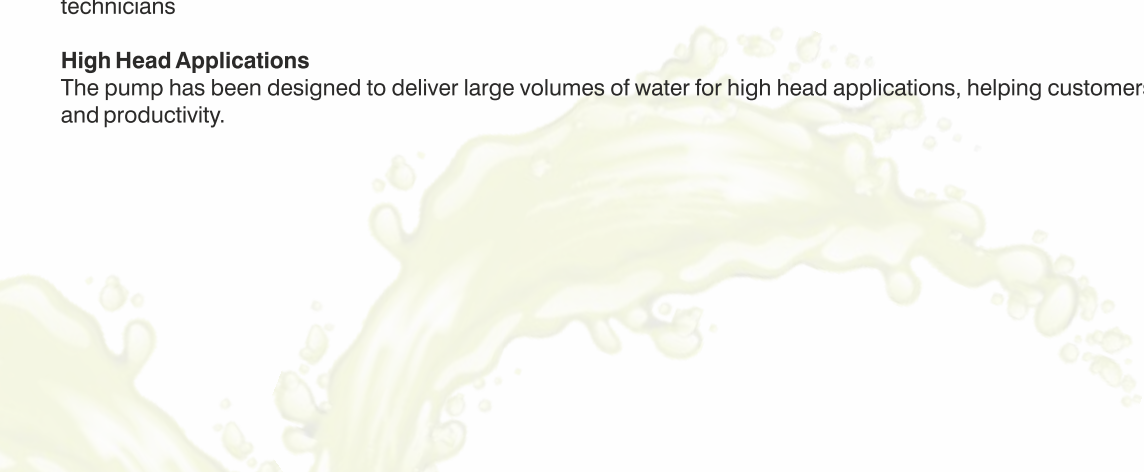 technicians
High Head Applications
The pump has been designed to deliver large volumes of water for high head applications, helping customers
and productivity.